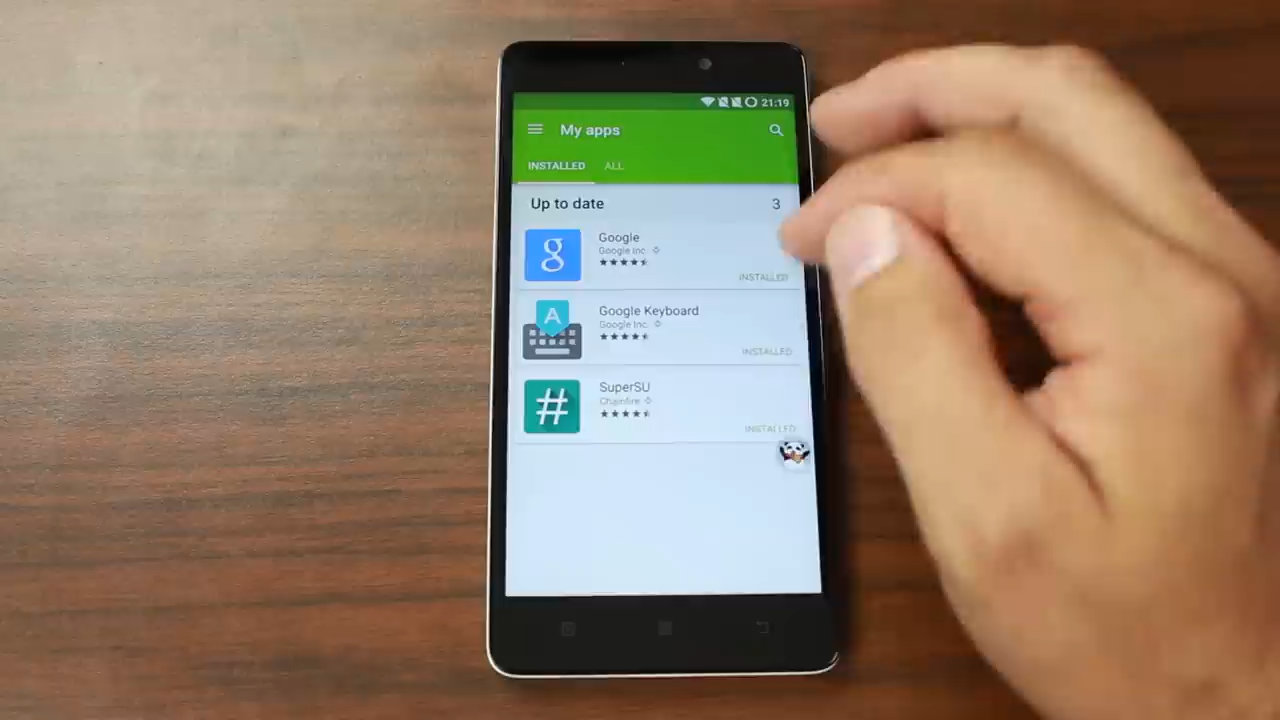 21:19
My apps
INSTALLED ALL
Up to date 3
g
Google
Google Inc.
INSTALLED
A
Google Keyboard
Google Inc.
INSTALLED
#
SuperSU
Chainfire
INSTALLED